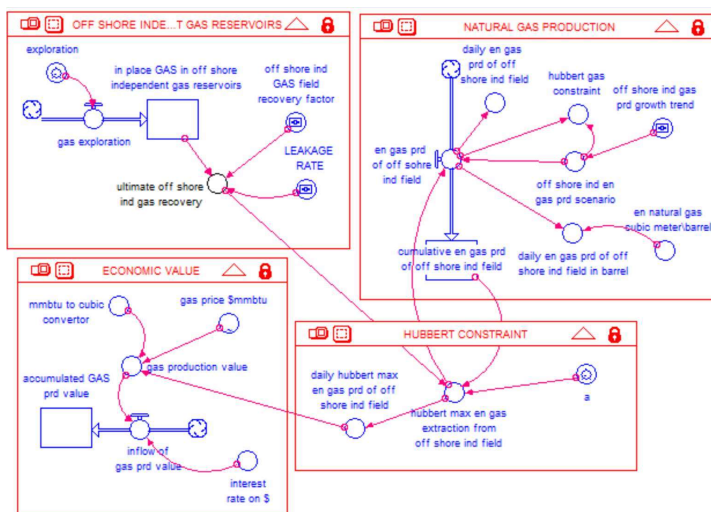 OFF SHORE INDE...T GAS RESERVOIRS
exploration
in place GAS in off shore
independent gas reservoirs
off shore ind
GAS field
recovery factor
gas exploration
LEAKAGE
RATE
ultimate off shore
ind gas recovery
NATURAL GAS PRODUCTION
daily en gas
prd of off
shore ind field
hubbert gas
constraint
off shore ind gas
prd growth trend
en gas prd
of off sohre
ind field
off shore ind en
gas prd scenario
en natural gas
cubic meter\barrel
cumulative en gas prd
of off shore ind feild
daily en gas prd of off
shore ind field in barrel
ECONOMIC VALUE
mmbtu to cubic
convertor
gas price $mmbtu
gas production value
accumulated GAS
prd value
inflow of
gas prd value
interest
rate on $
HUBBERT CONSTRAINT
daily hubbert max
en gas prd of off
shore ind field
a
hubbert max en gas
extraction from
off shore ind field